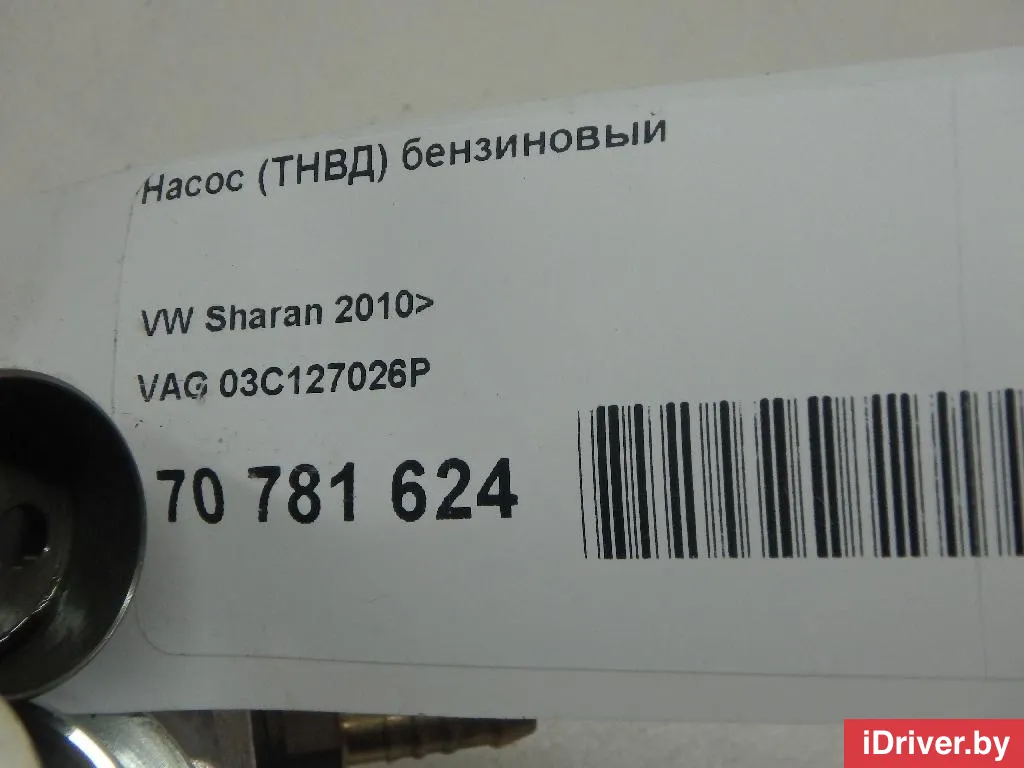 Насос (ТНВД) бензиновый
VW Sharan 2010>
VAG 03C127026P
70 781 624
iDriver.by